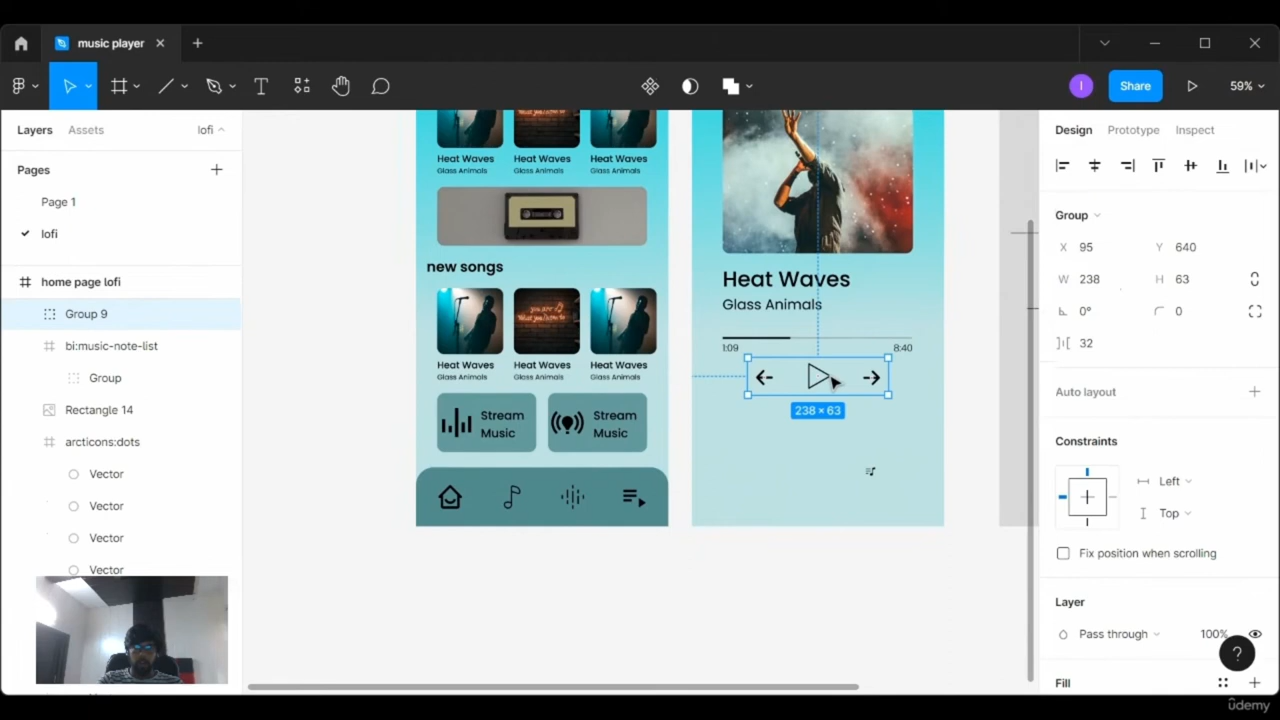 music player
Share
59%
Layers
Assets
lofi
Pages
Page 1
lofi
home page lofi
Group 9
bi:music-note-list
Group
Rectangle 14
arcticons:dots
Vector
Vector
Vector
Vector
Heat Waves
Heat Waves
Heat Waves
Glass Animals
Glass Animals
Glass Animals
new songs
Heat Waves
Heat Waves
Heat Waves
Glass Animals
Glass Animals
Glass Animals
Stream
Music
Stream
Music
Heat Waves
Glass Animals
1:09
8:40
238 × 63
Design
Prototype
Inspect
Group
X 95
Y 640
W 238
H 63
0°
0
32
Auto layout
Constraints
Left
Top
Fix position when scrolling
Layer
Pass through
100%
?
Fill
ûdemy